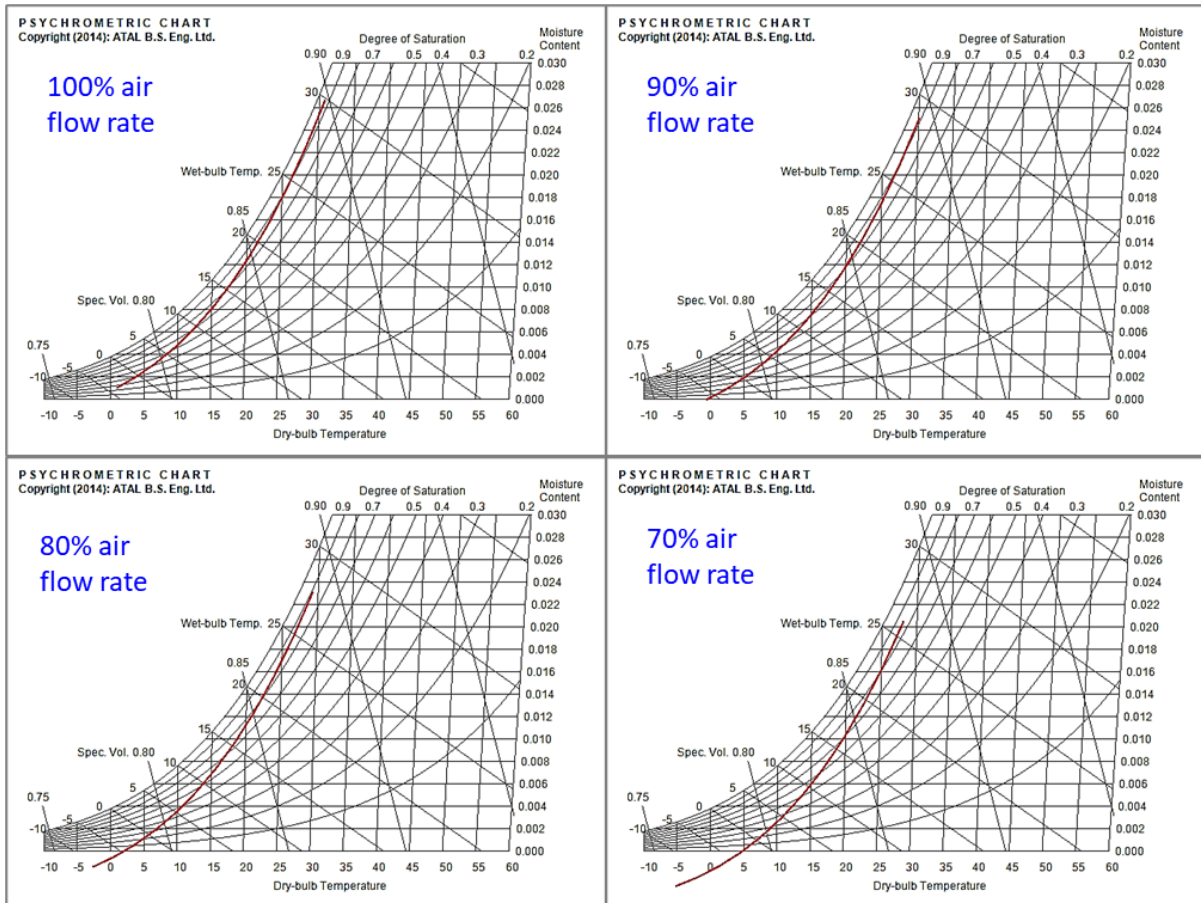 PSYCHROMETRIC CHART
Copyright (2014): ATAL B.S. Eng. Ltd.
Degree of Saturation
Moisture
Content
0.90 0.9 0.7 0.5 0.4 0.3 0.2
100% air
flow rate
0.030
0.028
30
0.026
0.024
0.022
0.020
Wet-bulb Temp. 25
0.018
0.016
0.85
20
0.014
0.012
15
0.010
Spec. Vol. 0.80
10
0.008
0.006
5
0.75
0
0.004
-5
-10
0.002
0.000
-10 -5 0 5 10 15 20 25 30 35 40 45 50 55 60
Dry-bulb Temperature
PSYCHROMETRIC CHART
Copyright (2014): ATAL B.S. Eng. Ltd.
Degree of Saturation
Moisture
Content
0.90 0.9 0.7 0.5 0.4 0.3 0.2
90% air
flow rate
0.030
0.028
30
0.026
0.024
0.022
0.020
Wet-bulb Temp. 25
0.018
0.016
0.85
20
0.014
0.012
15
0.010
Spec. Vol. 0.80
10
0.008
0.006
5
0.75
0
0.004
-5
-10
0.002
0.000
-10 -5 0 5 10 15 20 25 30 35 40 45 50 55 60
Dry-bulb Temperature
PSYCHROMETRIC CHART
Copyright (2014): ATAL B.S. Eng. Ltd.
Degree of Saturation
Moisture
Content
0.90 0.9 0.7 0.5 0.4 0.3 0.2
80% air
flow rate
0.030
0.028
30
0.026
0.024
0.022
0.020
Wet-bulb Temp. 25
0.018
0.016
0.85
20
0.014
0.012
15
0.010
Spec. Vol. 0.80
10
0.008
0.006
5
0.75
0
0.004
-5
-10
0.002
0.000
-10 -5 0 5 10 15 20 25 30 35 40 45 50 55 60
Dry-bulb Temperature
PSYCHROMETRIC CHART
Copyright (2014): ATAL B.S. Eng. Ltd.
Degree of Saturation
Moisture
Content
0.90 0.9 0.7 0.5 0.4 0.3 0.2
70% air
flow rate
0.030
0.028
30
0.026
0.024
0.022
0.020
Wet-bulb Temp. 25
0.018
0.016
0.85
20
0.014
0.012
15
0.010
Spec. Vol. 0.80
10
0.008
0.006
5
0.75
0
0.004
-5
-10
0.002
0.000
-10 -5 0 5 10 15 20 25 30 35 40 45 50 55 60
Dry-bulb Temperature